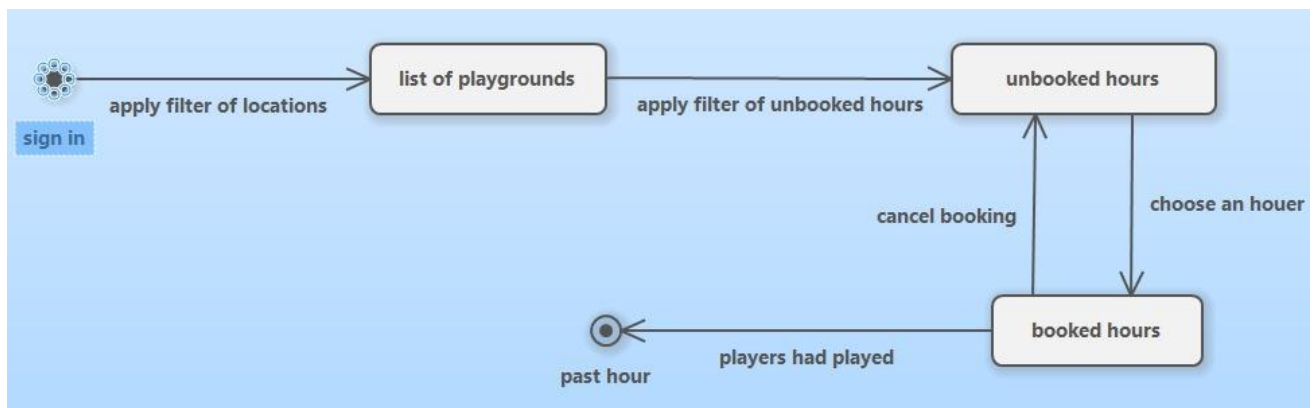 list of playgrounds
unbooked hours
apply filter of locations
apply filter of unbooked hours
sign in
cancel booking
choose an houer
booked hours
players had played
past hour